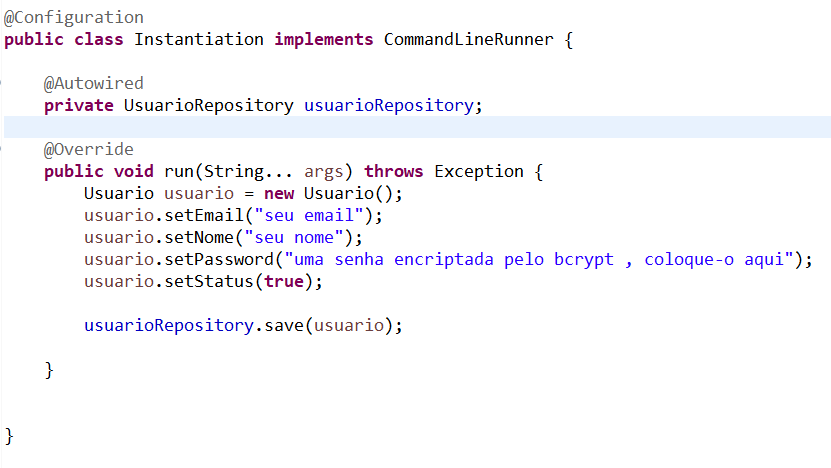 @Configuration
public class Instantiation implements CommandLineRunner {
@Autowired
private UsuarioRepository usuarioRepository;
@Override
public void run(String... args) throws Exception {
Usuario usuario = new Usuario();
usuario.setEmail("seu email");
usuario.setNome("seu nome");
usuario.setPassword("uma senha encriptada pelo bcrypt , coloque-o aqui");
usuario.setStatus(true);
usuarioRepository.save(usuario);
}
}